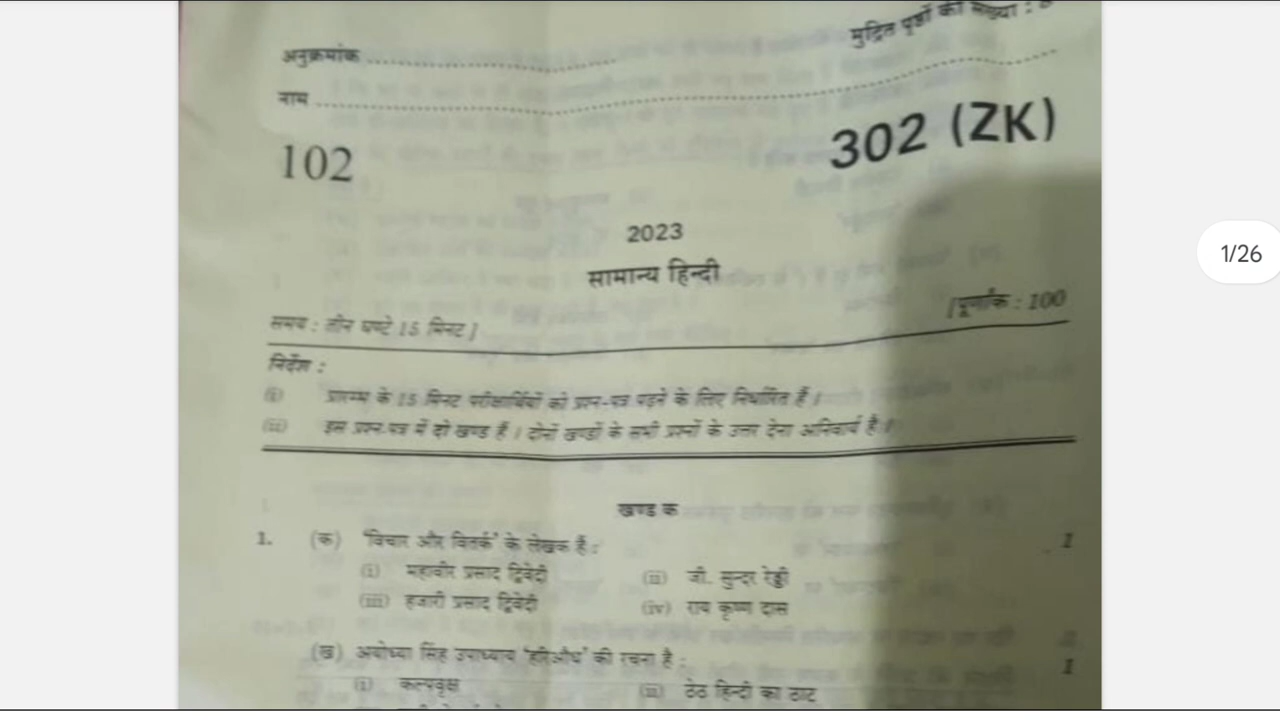 मुद्रित पृष्ठों की संख्या :
अनुक्रमांक ........................................
नाम ................................................................................
102
302 (ZK)
2023
सामान्य हिन्दी
समय : तीन घण्टे 15 मिनट ]
[पूर्णांक : 100
निर्देश :
(i) प्रारम्भ के 15 मिनट परीक्षार्थियों को प्रश्न-पत्र पढ़ने के लिए निर्धारित हैं ।
(ii) इस प्रश्न-पत्र में दो खण्ड हैं । दोनों खण्डों के सभी प्रश्नों के उत्तर देना अनिवार्य है ।
खण्ड क
1. (क) 'विचार और वितर्क' के लेखक हैं : 1
(i) महावीर प्रसाद द्विवेदी (ii) जी. सुन्दर रेड्डी
(iii) हजारी प्रसाद द्विवेदी (iv) राय कृष्ण दास
(ख) अयोध्या सिंह उपाध्याय 'हरिऔध' की रचना है : 1
(i) कल्पवृक्ष (ii) ठेठ हिन्दी का ठाट
1/26